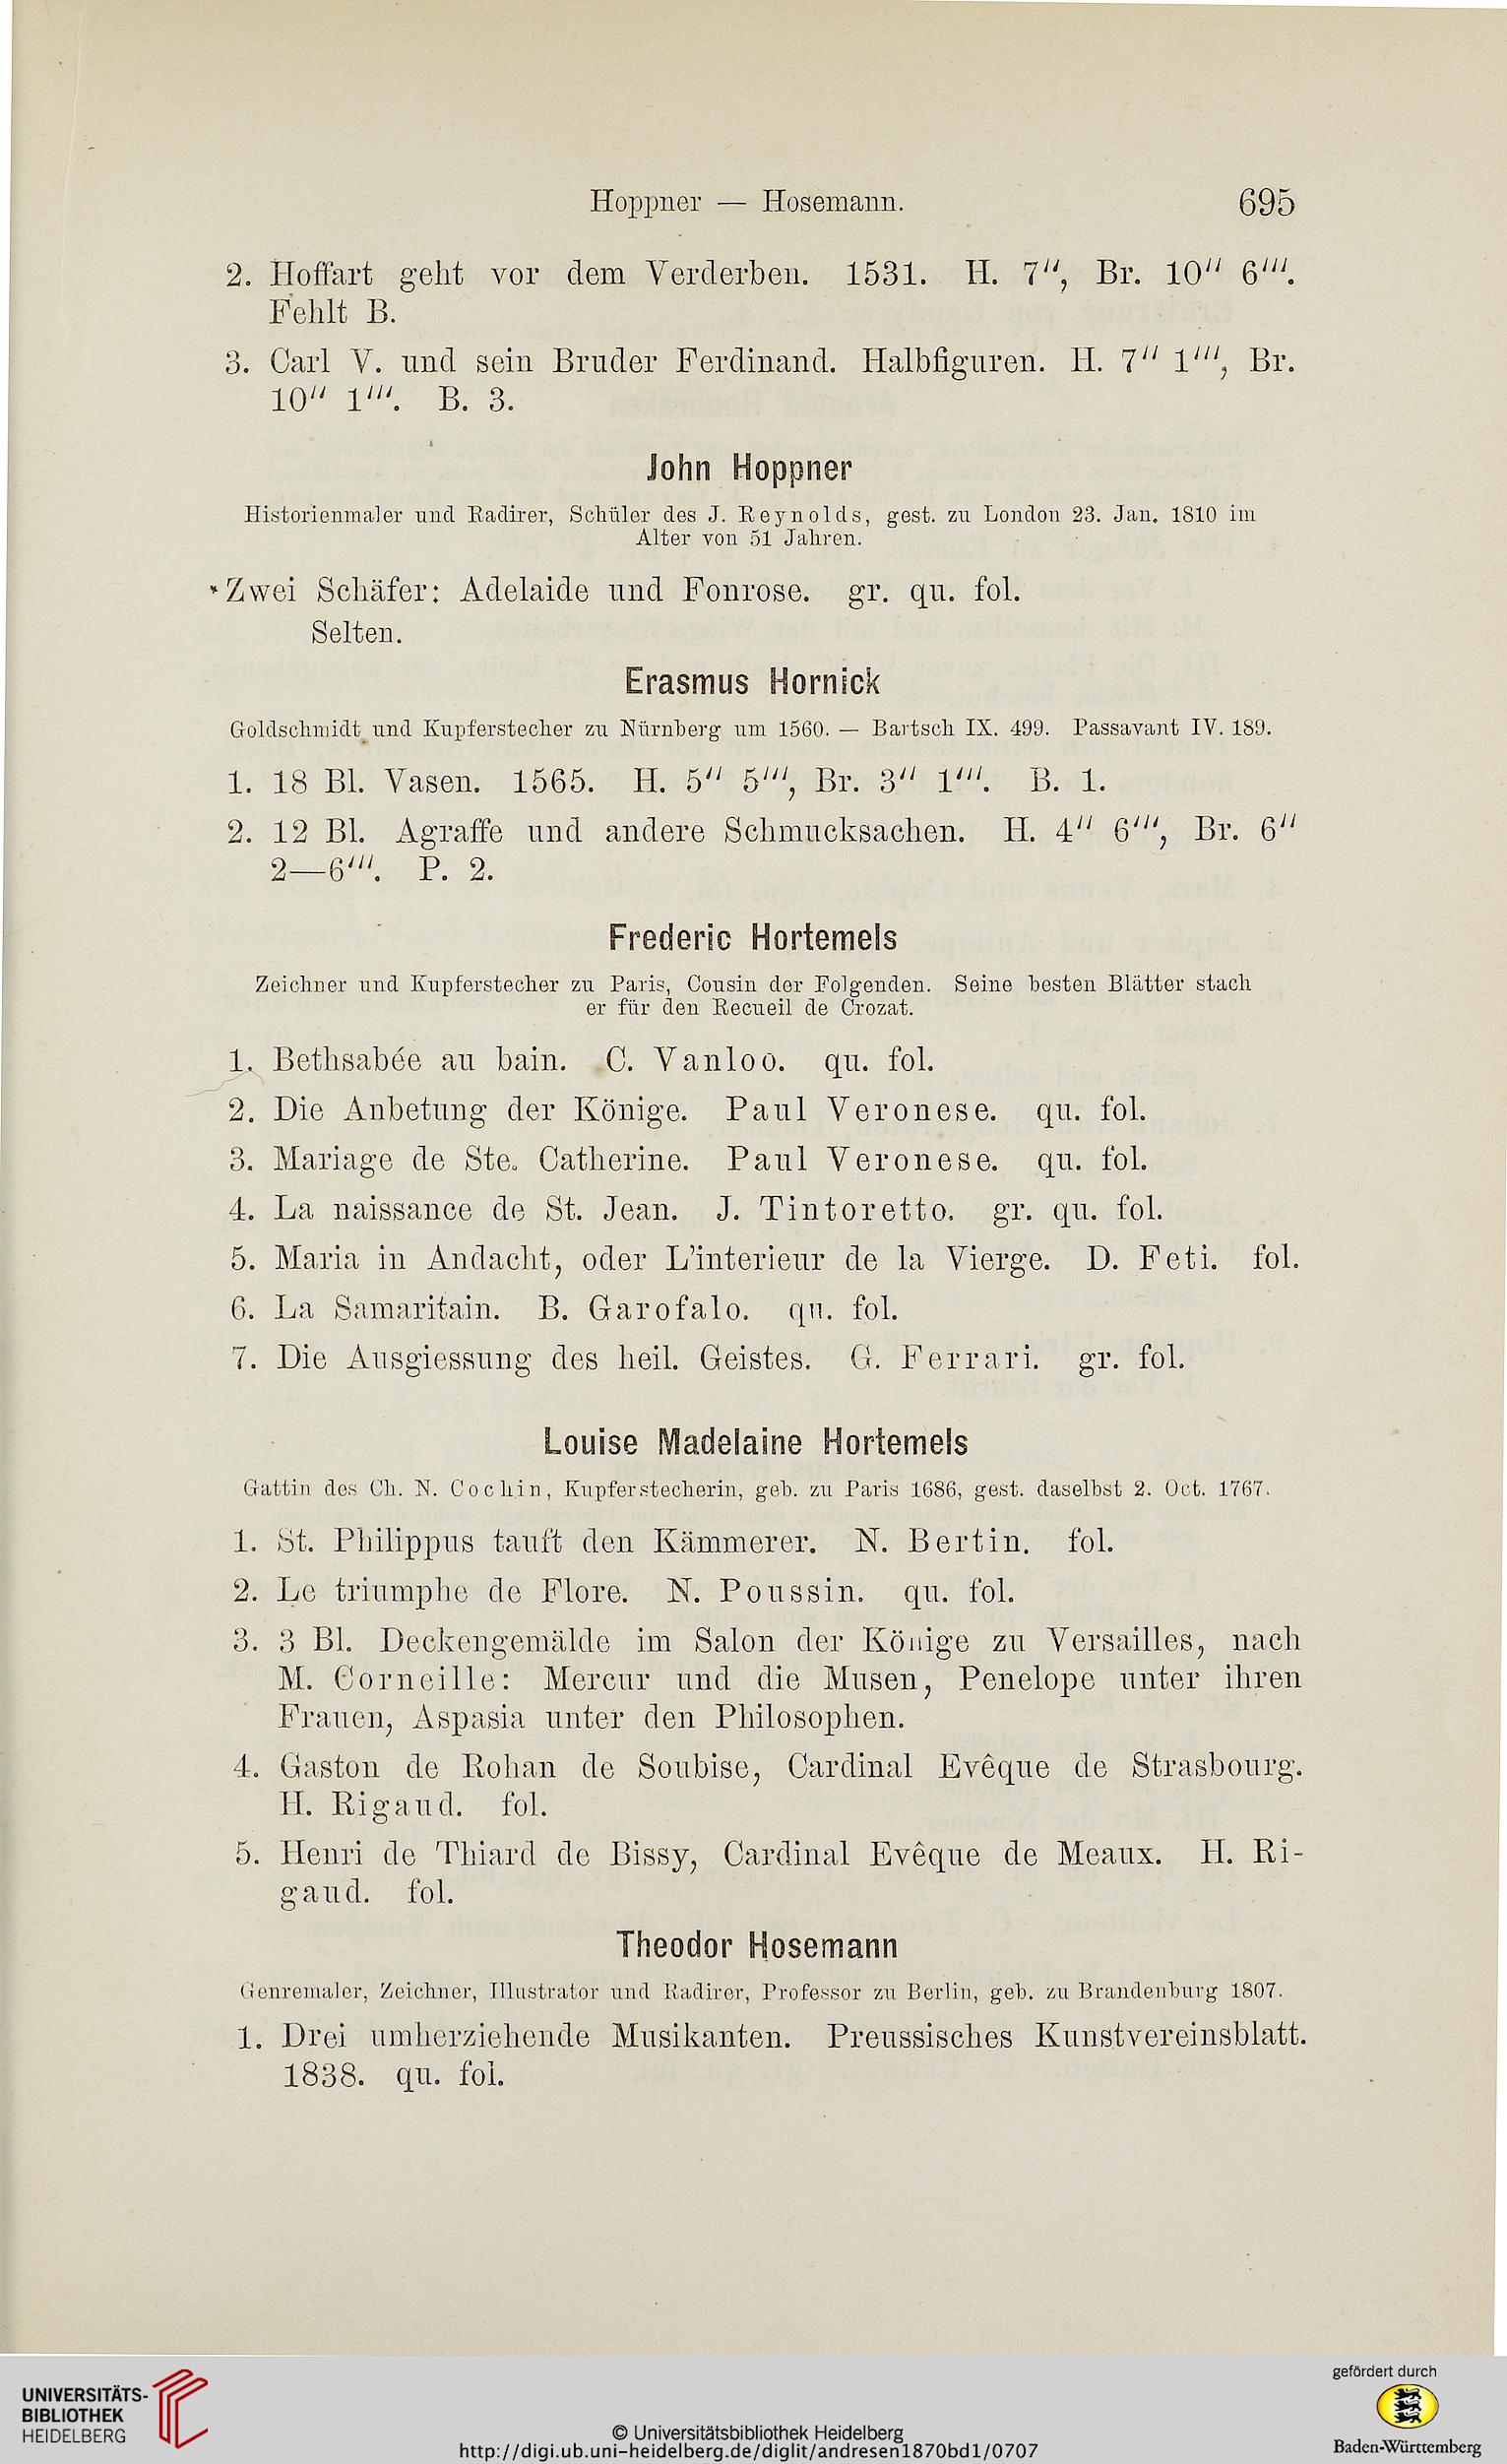 Hoppner — Hosemann. 695
2. Hoffart geht vor dem Verderben. 1531. H. 7″, Br. 10″ 6‴.
Fehlt B.
3. Carl V. und sein Bruder Ferdinand. Halbfiguren. H. 7″ 1‴, Br.
10″ 1‴. B. 3.
John Hoppner
Historienmaler und Radirer, Schüler des J. Reynolds, gest. zu London 23. Jan. 1810 im
Alter von 51 Jahren.
*Zwei Schäfer: Adelaide und Fonrose. gr. qu. fol.
Selten.
Erasmus Hornick
Goldschmidt und Kupferstecher zu Nürnberg um 1560. — Bartsch IX. 499. Passavant IV. 189.
1. 18 Bl. Vasen. 1565. H. 5″ 5‴, Br. 3″ 1‴. B. 1.
2. 12 Bl. Agraffe und andere Schmucksachen. H. 4″ 6‴, Br. 6″
2—6‴. P. 2.
Frederic Hortemels
Zeichner und Kupferstecher zu Paris, Cousin der Folgenden. Seine besten Blätter stach
er für den Recueil de Crozat.
1. Bethsabée au bain. C. Vanloo. qu. fol.
2. Die Anbetung der Könige. Paul Veronese. qu. fol.
3. Mariage de Ste. Catherine. Paul Veronese. qu. fol.
4. La naissance de St. Jean. J. Tintoretto. gr. qu. fol.
5. Maria in Andacht, oder L'interieur de la Vierge. D. Feti. fol.
6. La Samaritain. B. Garofalo. qu. fol.
7. Die Ausgiessung des heil. Geistes. G. Ferrari. gr. fol.
Louise Madelaine Hortemels
Gattin des Ch. N. Cochin, Kupferstecherin, geb. zu Paris 1686, gest. daselbst 2. Oct. 1767.
1. St. Philippus tauft den Kämmerer. N. Bertin. fol.
2. Le triumphe de Flore. N. Poussin. qu. fol.
3. 3 Bl. Deckengemälde im Salon der Könige zu Versailles, nach
M. Corneille: Mercur und die Musen, Penelope unter ihren
Frauen, Aspasia unter den Philosophen.
4. Gaston de Rohan de Soubise, Cardinal Evêque de Strasbourg.
H. Rigaud. fol.
5. Henri de Thiard de Bissy, Cardinal Evêque de Meaux. H. Ri-
gaud. fol.
Theodor Hosemann
Genremaler, Zeichner, Illustrator und Radirer, Professor zu Berlin, geb. zu Brandenburg 1807.
1. Drei umherziehende Musikanten. Preussisches Kunstvereinsblatt.
1838. qu. fol.
UNIVERSITÄTS-
BIBLIOTHEK
HEIDELBERG
© Universitätsbibliothek Heidelberg
http://digi.ub.uni-heidelberg.de/diglit/andresen1870bd1/0707
gefördert durch
Baden-Württemberg